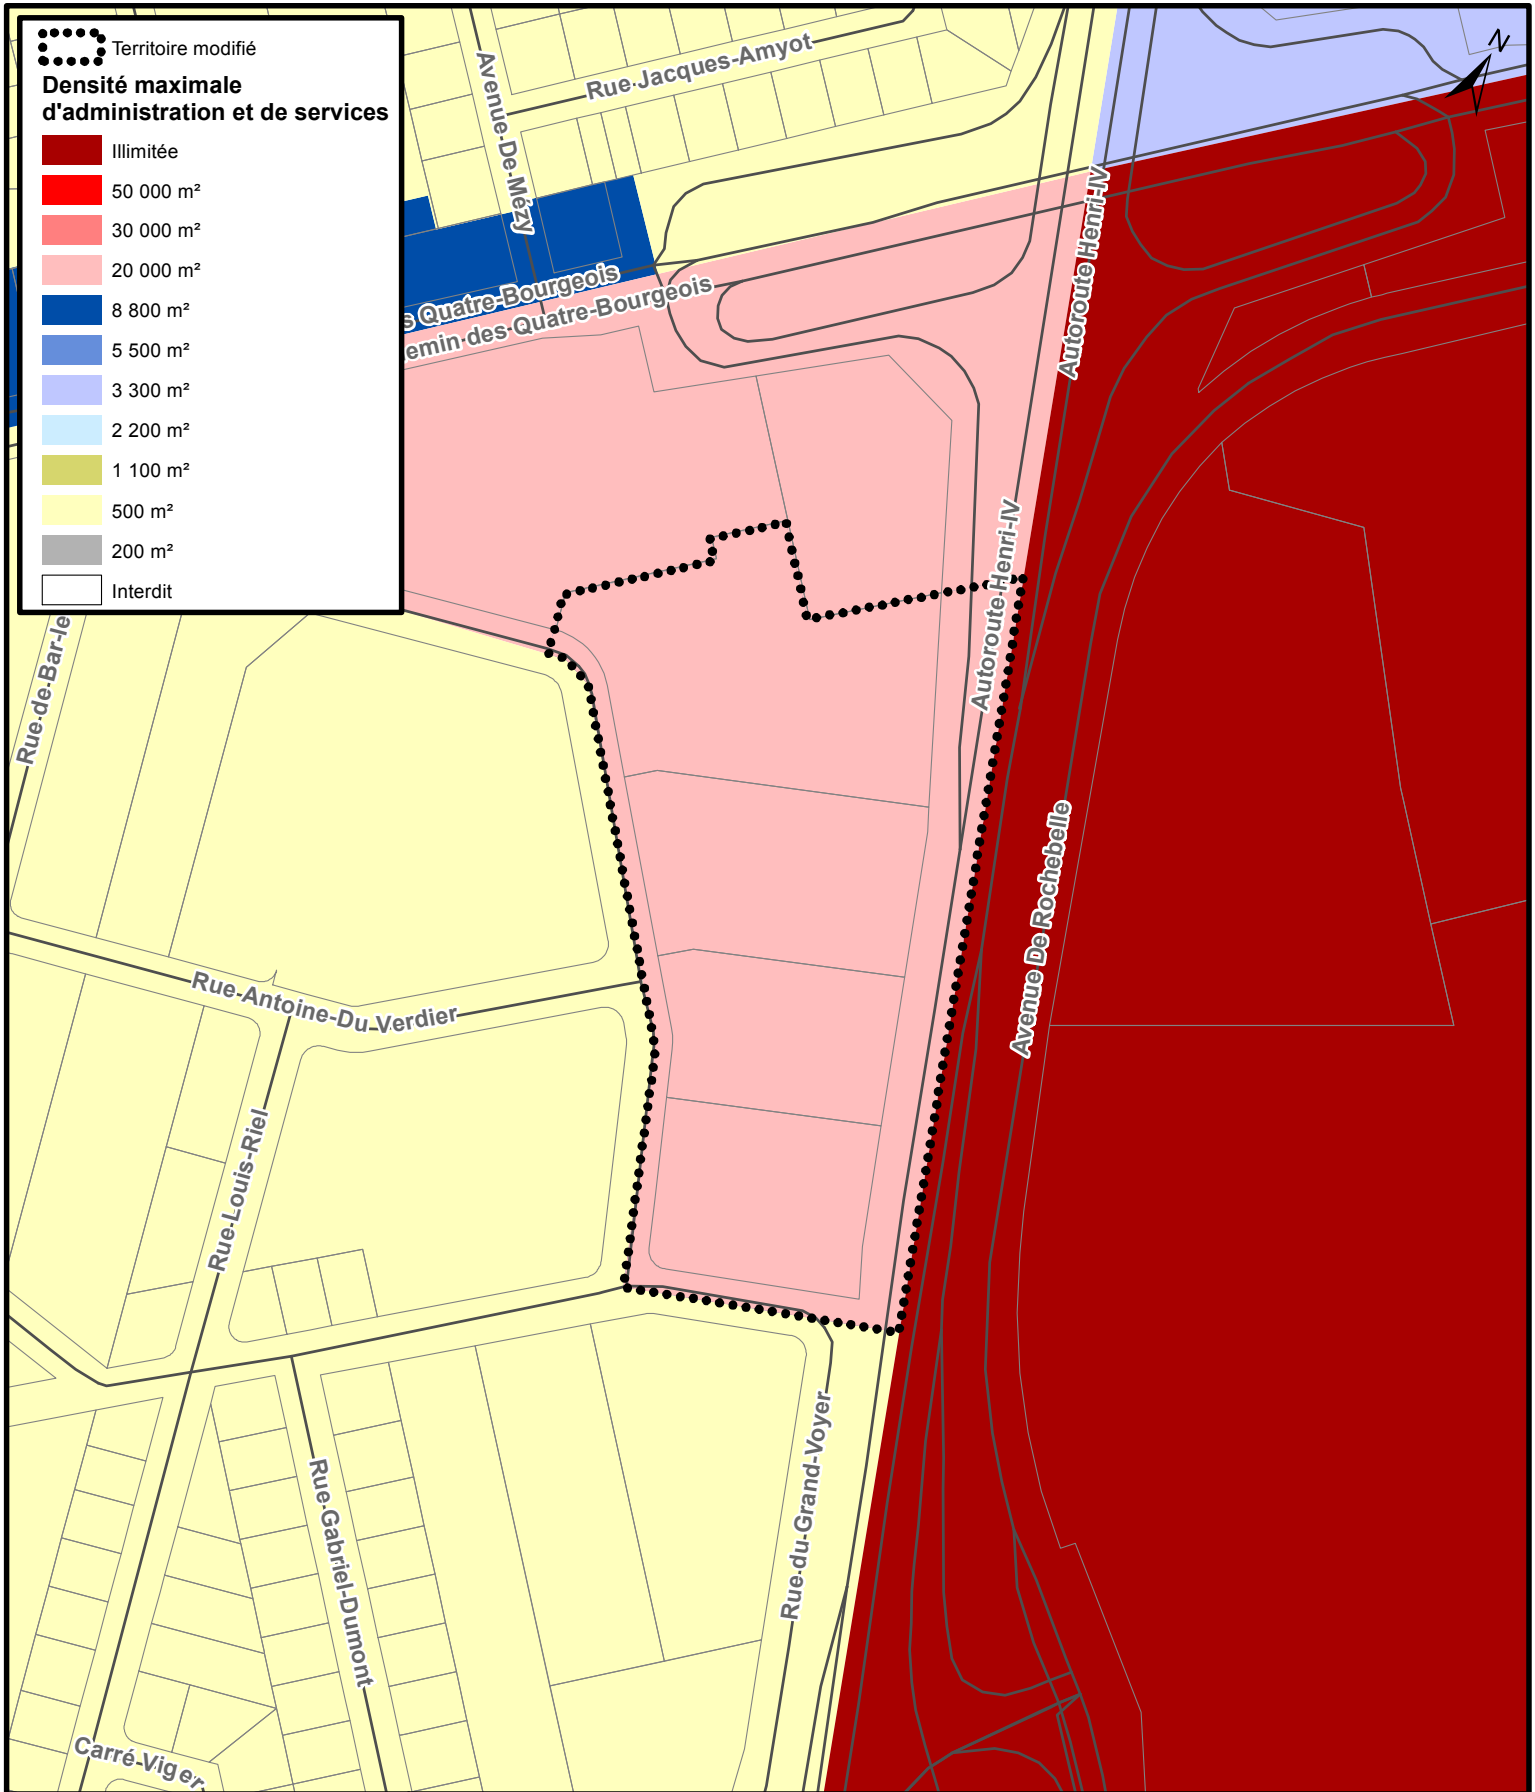 Territoire modifié
Densité maximale
d'administration et de services
Illimitée
50 000 m²
30 000 m²
20 000 m²
8 800 m²
5 500 m²
3 300 m²
2 200 m²
1 100 m²
500 m²
200 m²
Interdit
N
Rue Jacques-Amyot
Avenue-De-Mézy
s Quatre-Bourgeois
emin des Quatre-Bourgeois
Autoroute Henri-IV
Autoroute Henri-IV
Rue-de-Bar-le
Avenue De Rochebelle
Rue-Antoine-Du Verdier
Rue-Louis-Riel
Rue-du-Grand-Voyer
Rue-Gabriel-Dumont
Carré-Viger